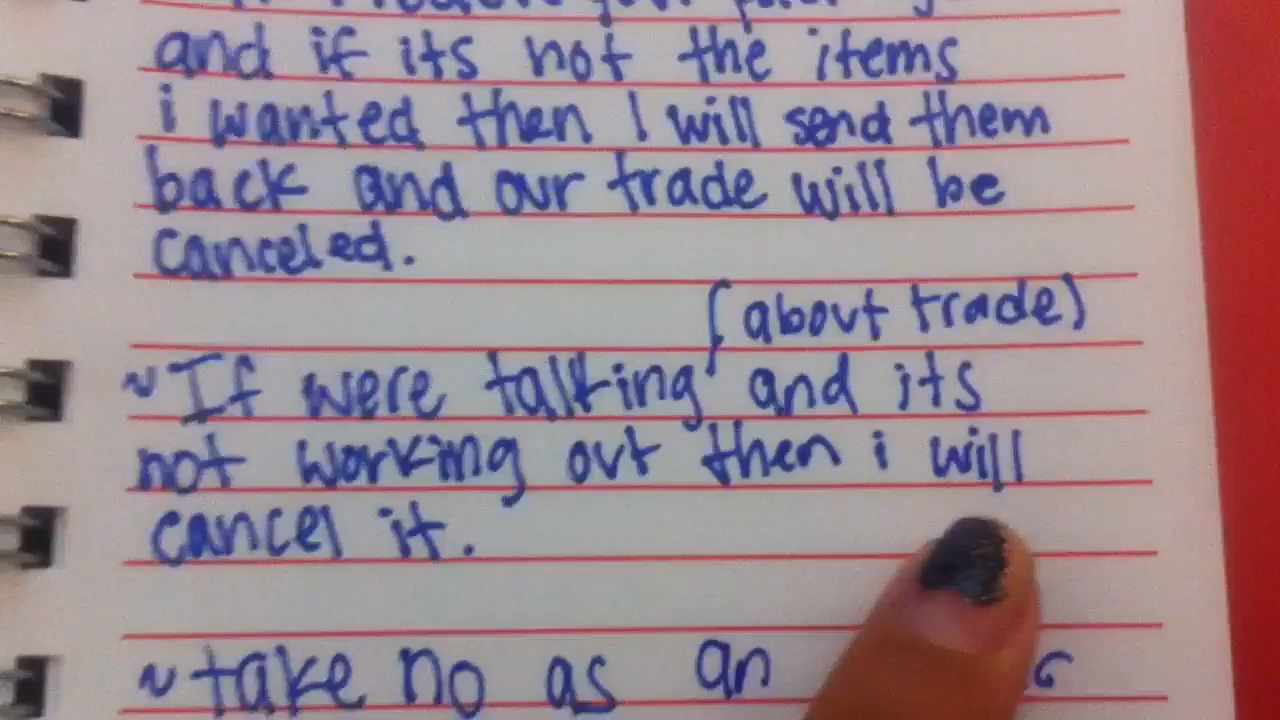 and if its not the items
i wanted then I will send them
back and our trade will be
canceled.
(about trade)
~If were talking and its
not working out then i will
cancel it.
~take no as an